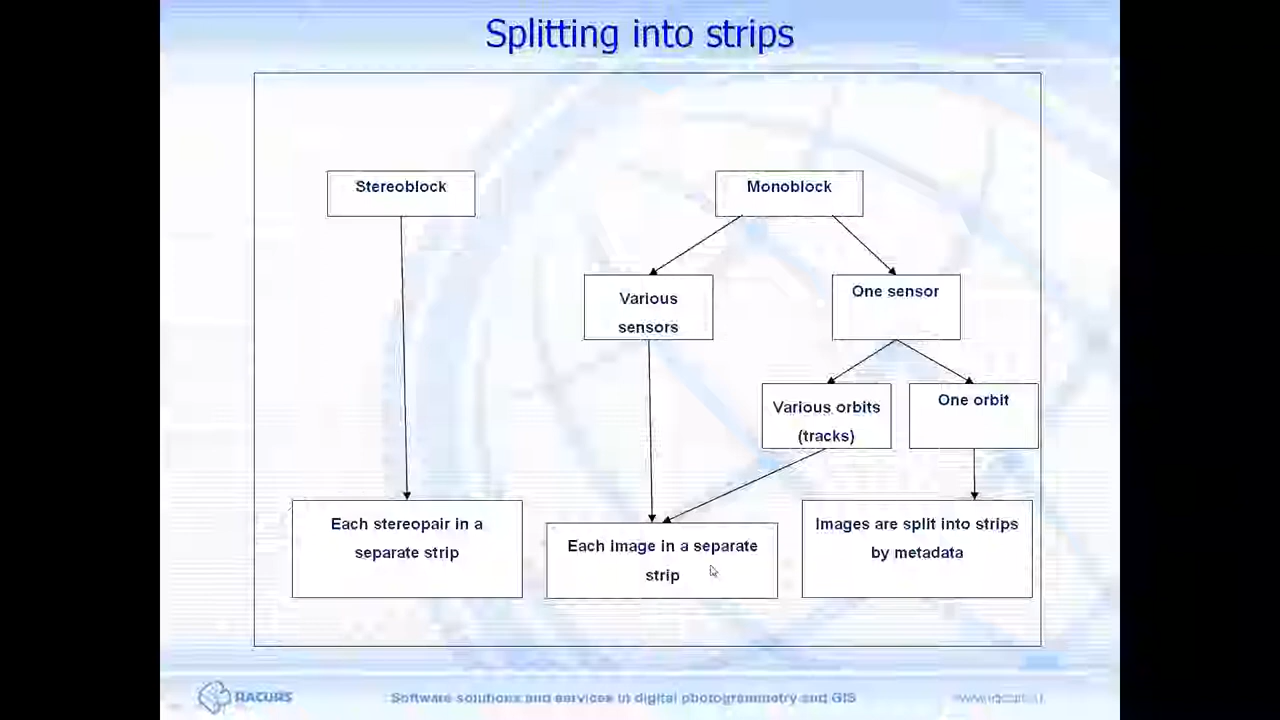 Splitting into strips
Stereoblock
Monoblock
Various
sensors
One sensor
Various orbits
(tracks)
One orbit
Each stereopair in a
separate strip
Each image in a separate
strip
Images are split into strips
by metadata
RACURS
Software solutions and services in digital photogrammetry and GIS